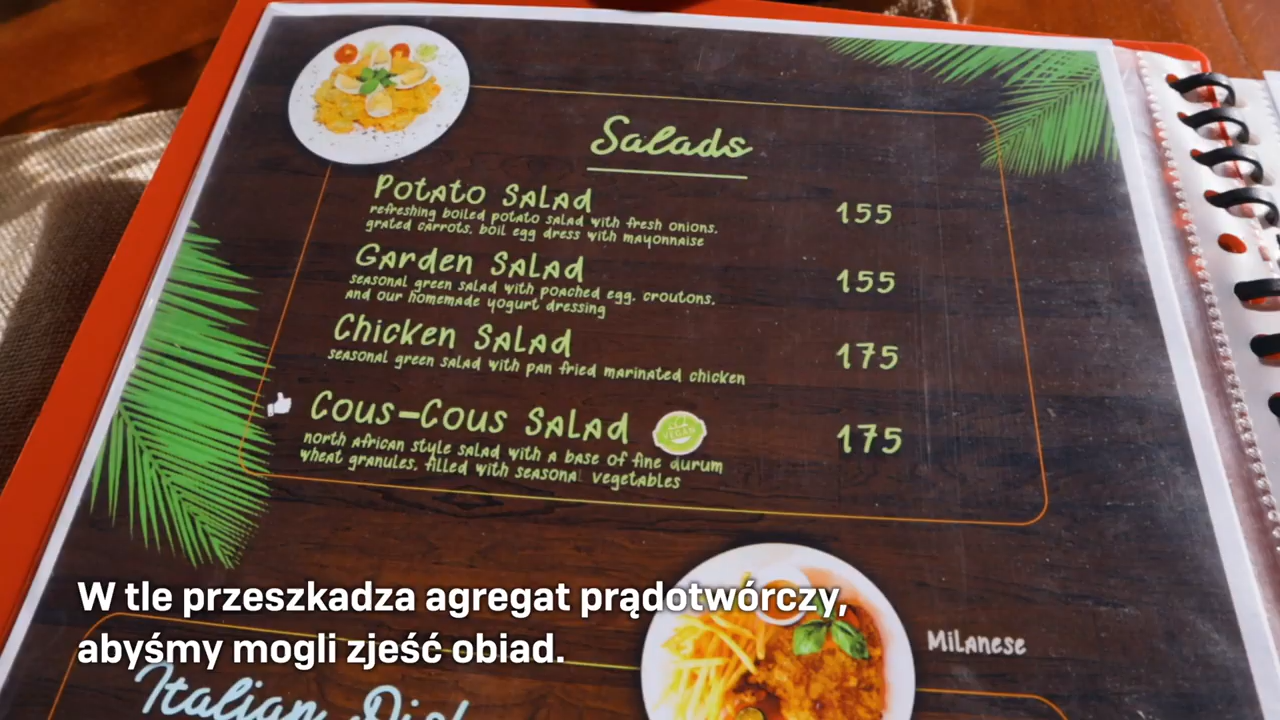 Salads
Potato Salad 155
refreshing boiled potato salad with fresh onions,
grated carrots, boil egg dress with mayonnaise
Garden Salad 155
seasonal green salad with poached egg, croutons,
and our homemade yogurt dressing
Chicken Salad 175
seasonal green salad with pan fried marinated chicken
Cous-Cous Salad VEGAN 175
north African style salad with a base of fine durum
wheat granules, filled with seasonal vegetables
W tle przeszkadza agregat prądotwórczy,
abyśmy mogli zjeść obiad.
Milanese
Italian